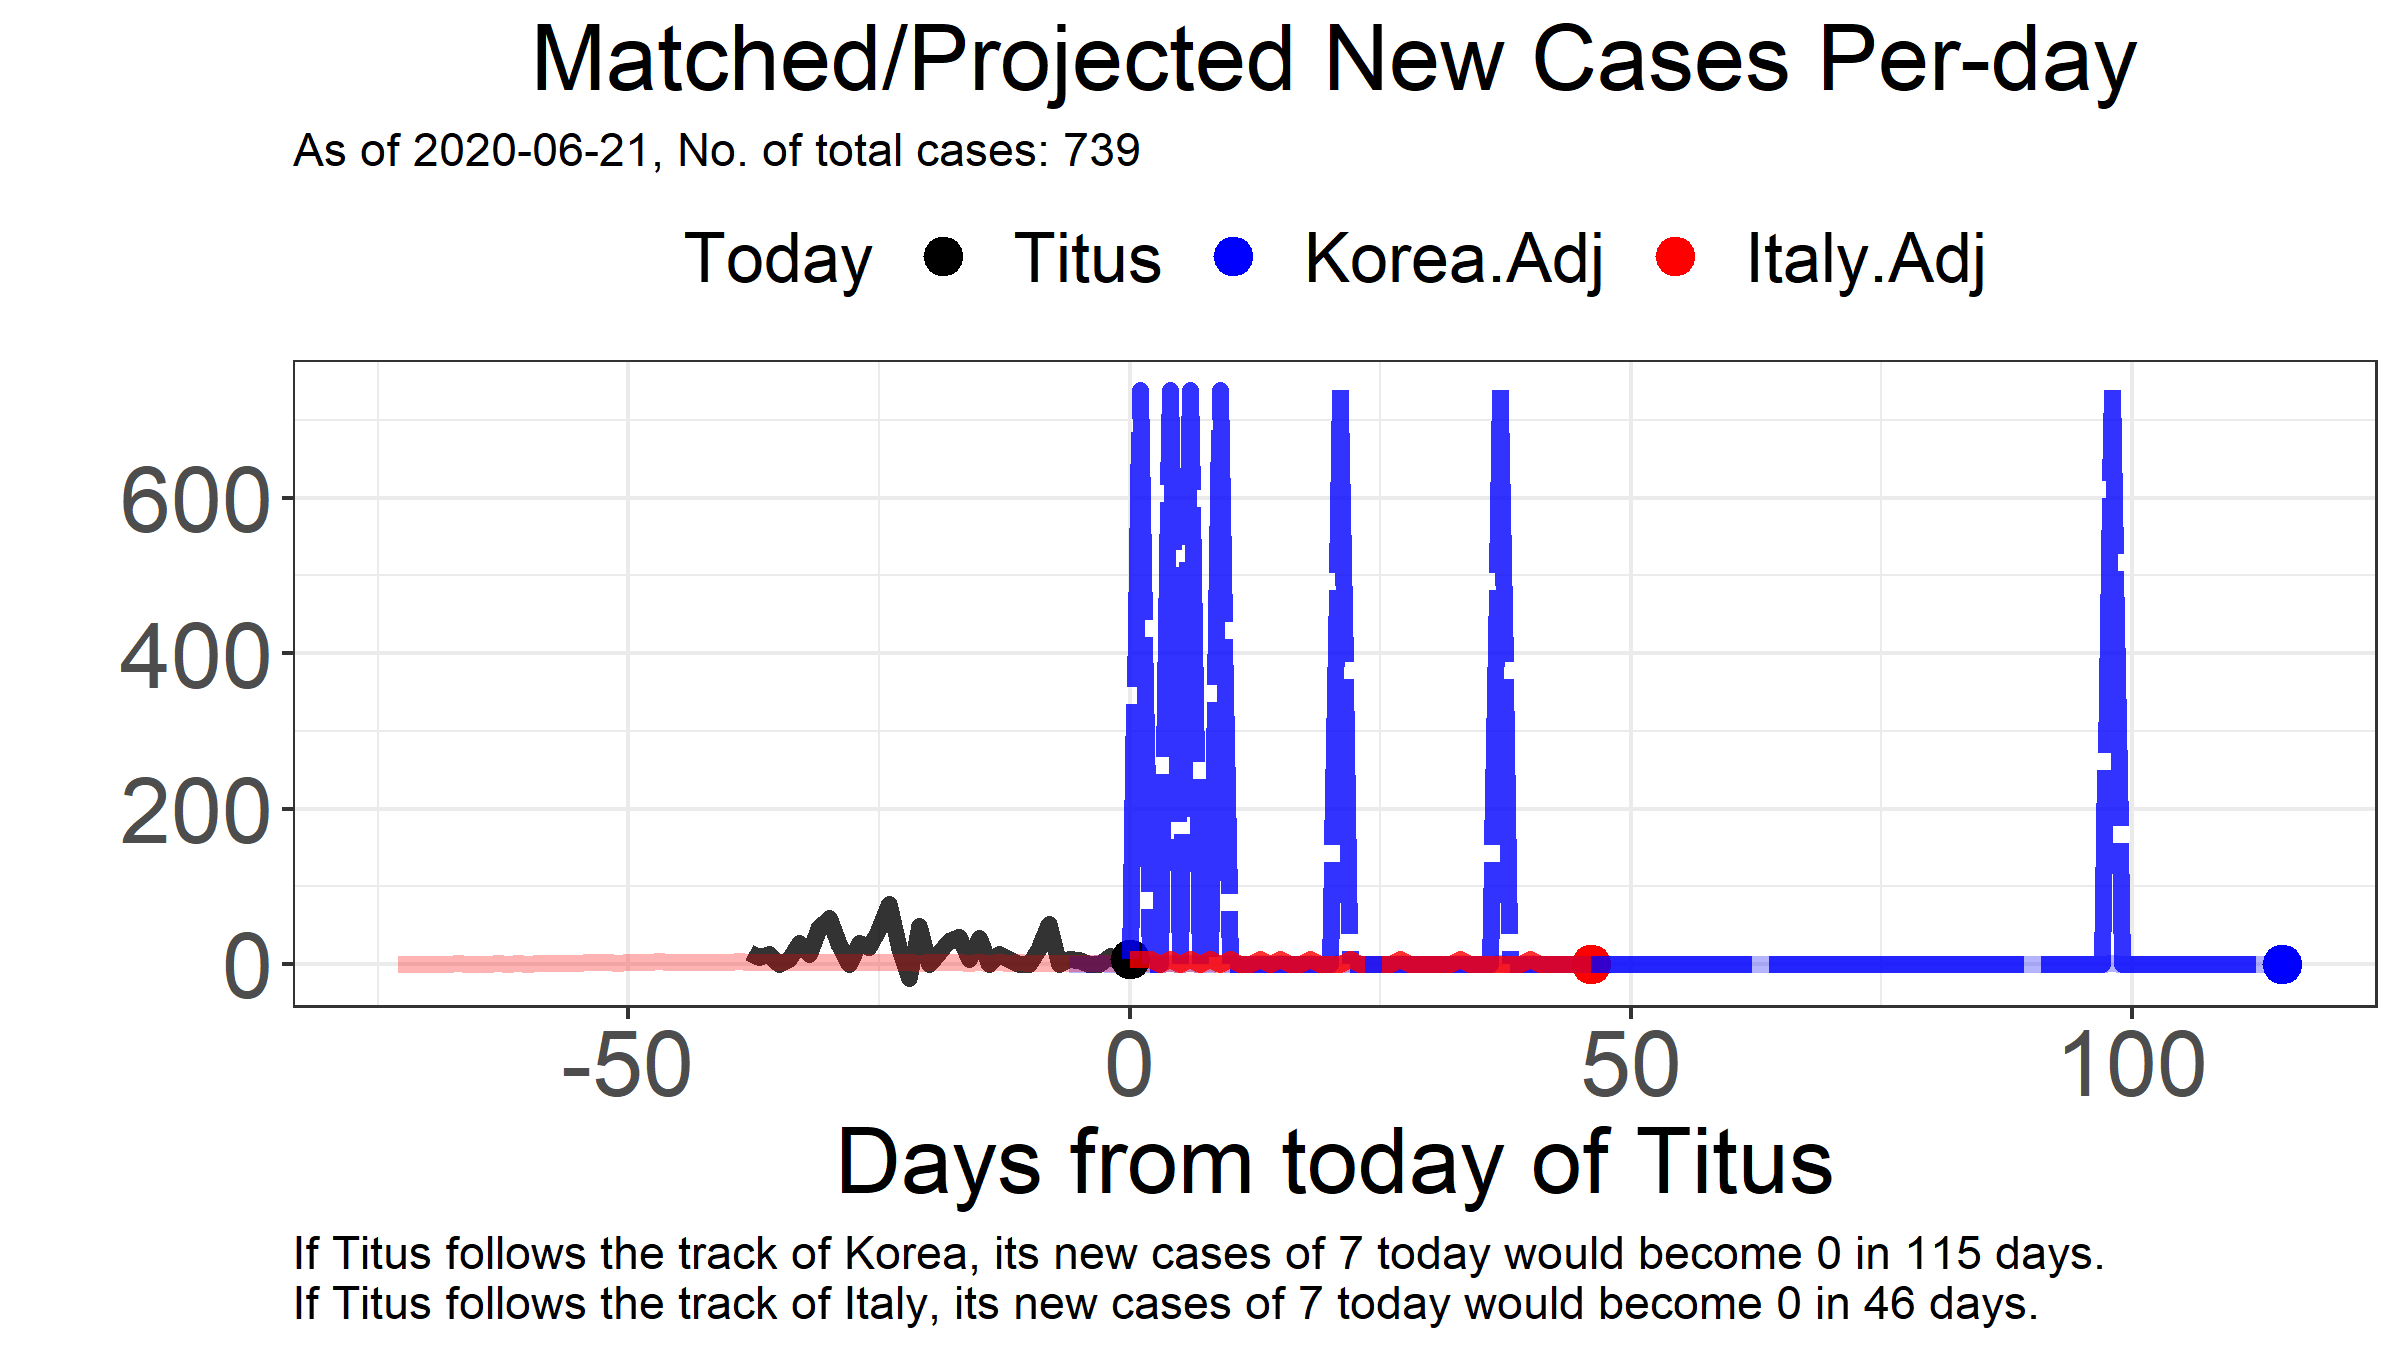 Matched/Projected New Cases Per-day
As of 2020-06-21, No. of total cases: 739
Today Titus Korea.Adj Italy.Adj
600
400
200
0
-50 0 50 100
Days from today of Titus
If Titus follows the track of Korea, its new cases of 7 today would become 0 in 115 days.
If Titus follows the track of Italy, its new cases of 7 today would become 0 in 46 days.